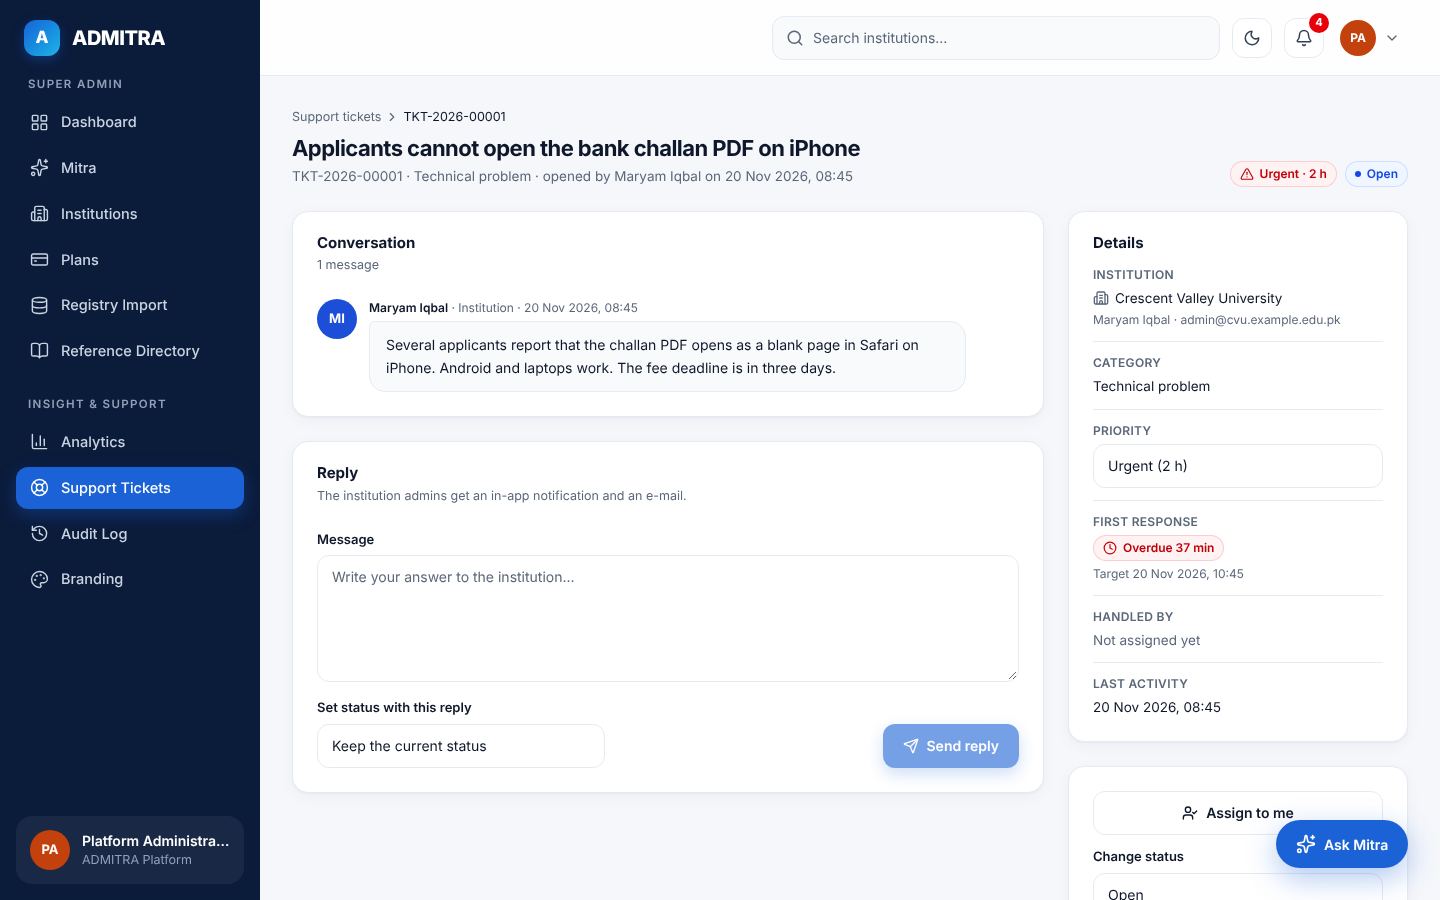 A ADMITRA
SUPER ADMIN
Dashboard
Mitra
Institutions
Plans
Registry Import
Reference Directory
INSIGHT & SUPPORT
Analytics
Support Tickets
Audit Log
Branding
PA
Platform Administra...
ADMITRA Platform
Search institutions...
4
PA
Support tickets > TKT-2026-00001
Applicants cannot open the bank challan PDF on iPhone
TKT-2026-00001 · Technical problem · opened by Maryam Iqbal on 20 Nov 2026, 08:45
Urgent · 2 h
Open
Conversation
1 message
MI
Maryam Iqbal · Institution · 20 Nov 2026, 08:45
Several applicants report that the challan PDF opens as a blank page in Safari on
iPhone. Android and laptops work. The fee deadline is in three days.
Reply
The institution admins get an in-app notification and an e-mail.
Message
Write your answer to the institution...
Set status with this reply
Keep the current status
Send reply
Details
INSTITUTION
Crescent Valley University
Maryam Iqbal · admin@cvu.example.edu.pk
CATEGORY
Technical problem
PRIORITY
Urgent (2 h)
FIRST RESPONSE
Overdue 37 min
Target 20 Nov 2026, 10:45
HANDLED BY
Not assigned yet
LAST ACTIVITY
20 Nov 2026, 08:45
Assign to me
Ask Mitra
Change status
Open